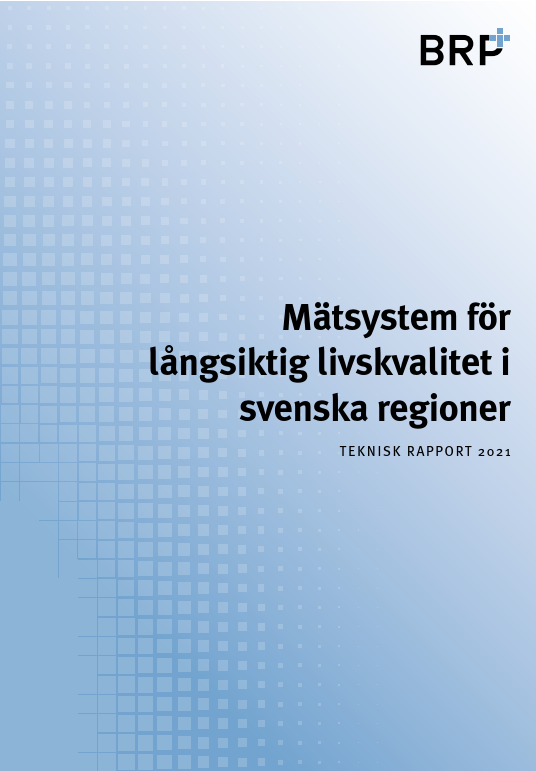 BRP+
Mätsystem för
långsiktig livskvalitet i
svenska regioner
TEKNISK RAPPORT 2021